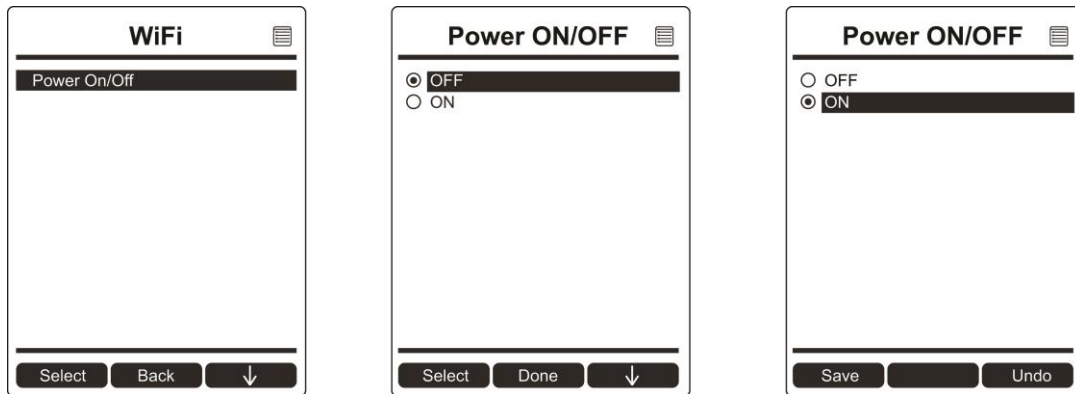 WiFi
Power On/Off
Select Back ↓
Power ON/OFF
OFF
ON
Select Done ↓
Power ON/OFF
OFF
ON
Save Undo